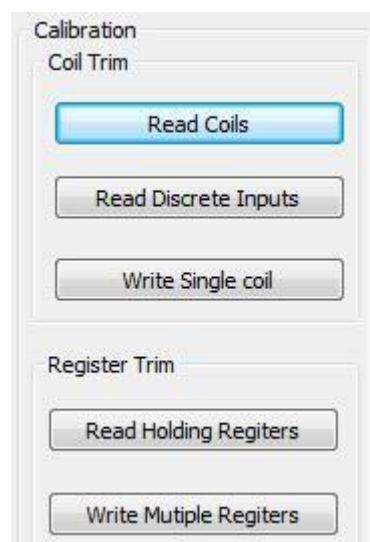 Calibration
Coil Trim
Read Coils
Read Discrete Inputs
Write Single coil
Register Trim
Read Holding Regiters
Write Mutiple Regiters